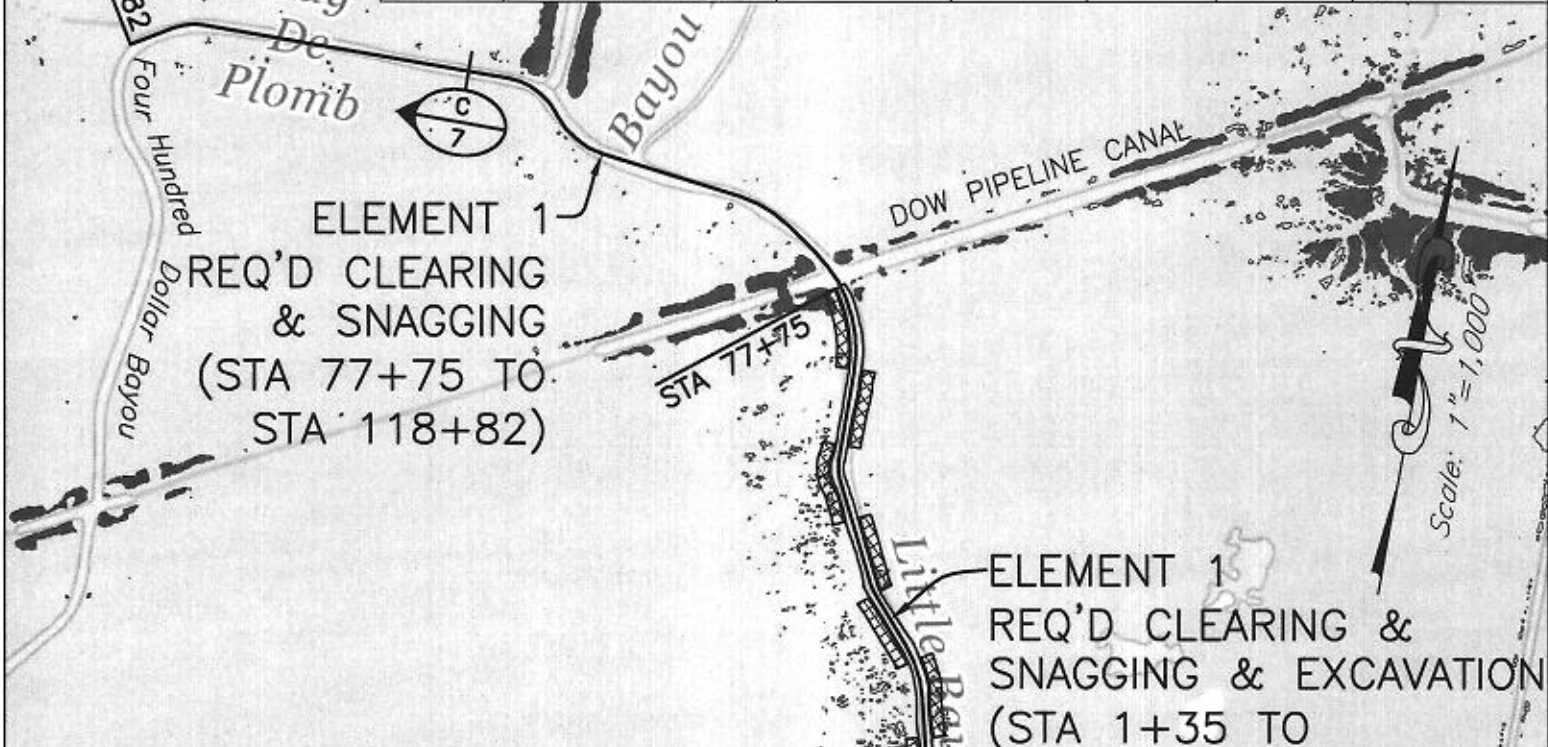 82
De
Plomb
Bayou
C
7
Four Hundred Dollar Bayou
ELEMENT 1
REQ'D CLEARING
& SNAGGING
(STA 77+75 TO
STA 118+82)
DOW PIPELINE CANAL
STA 77+75
Scale: 1"=1,000
Little
ELEMENT 1
REQ'D CLEARING &
SNAGGING & EXCAVATION
(STA 1+35 TO